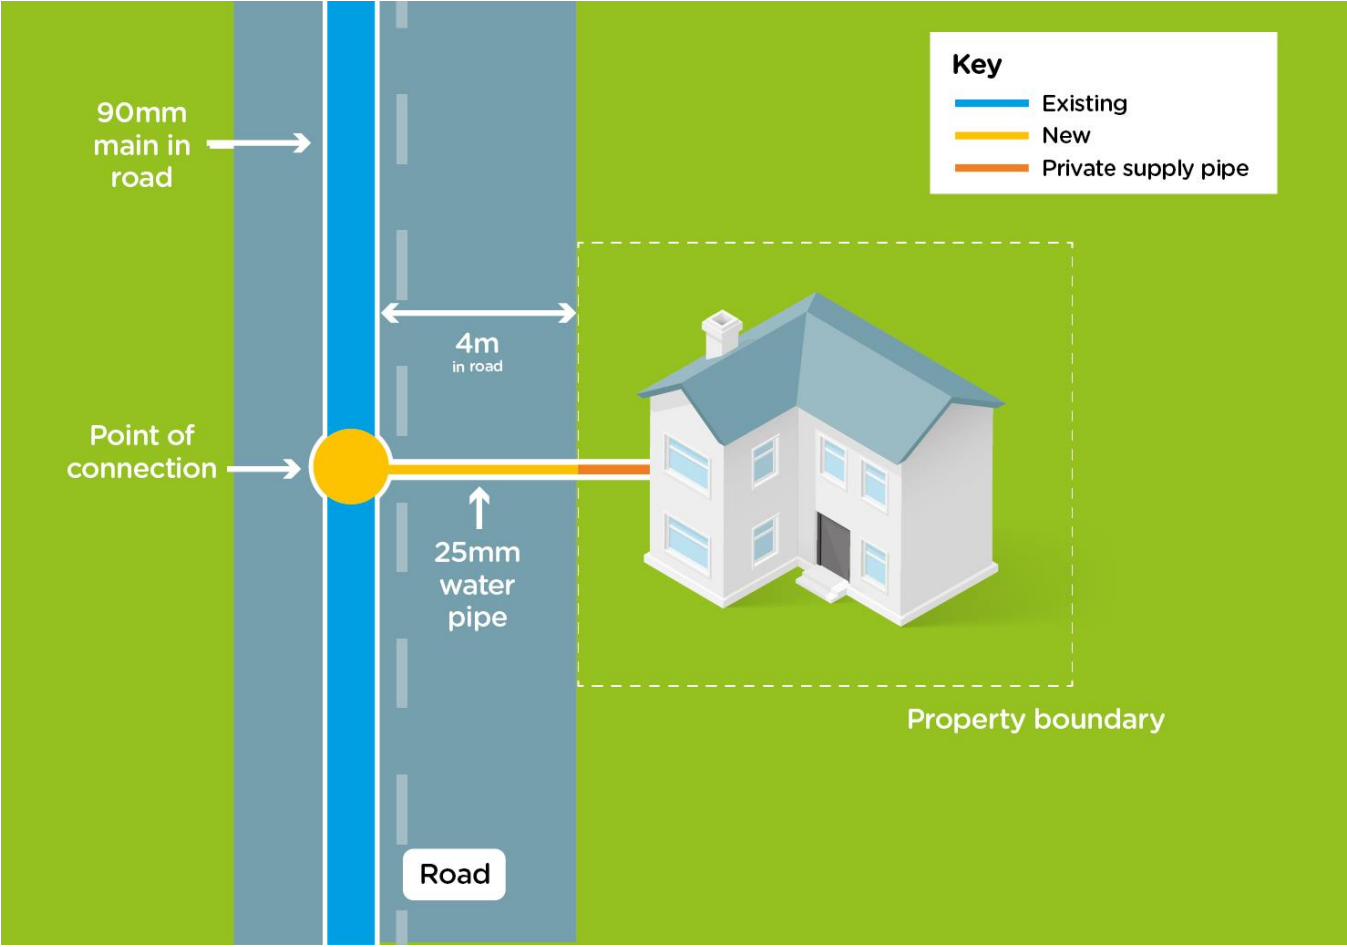 Key
Existing
New
Private supply pipe
90mm
main in
road
4m
in road
Point of
connection
25mm
water
pipe
Property boundary
Road